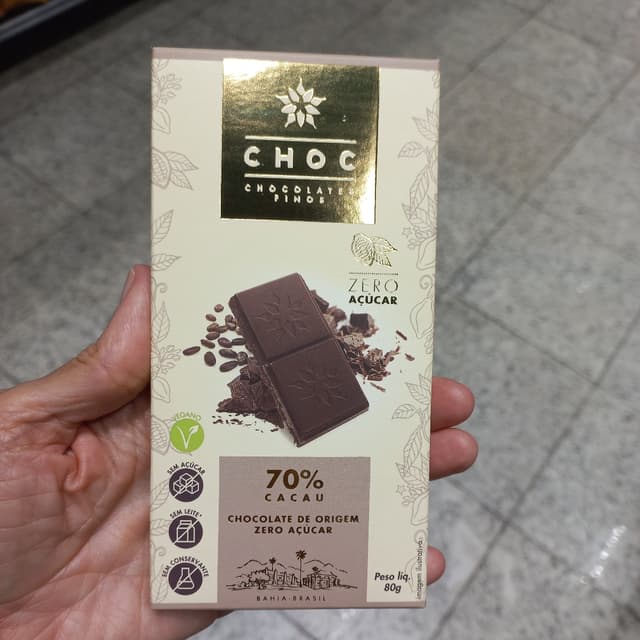 CHOC
CHOCOLATES
FINOS
ZERO
AÇÚCAR
VEGANO
SEM AÇÚCAR
SEM LEITE*
SEM CONSERVANTE
70%
CACAU
CHOCOLATE DE ORIGEM
ZERO AÇÚCAR
BAHIA-BRASIL
Peso líq.
80g